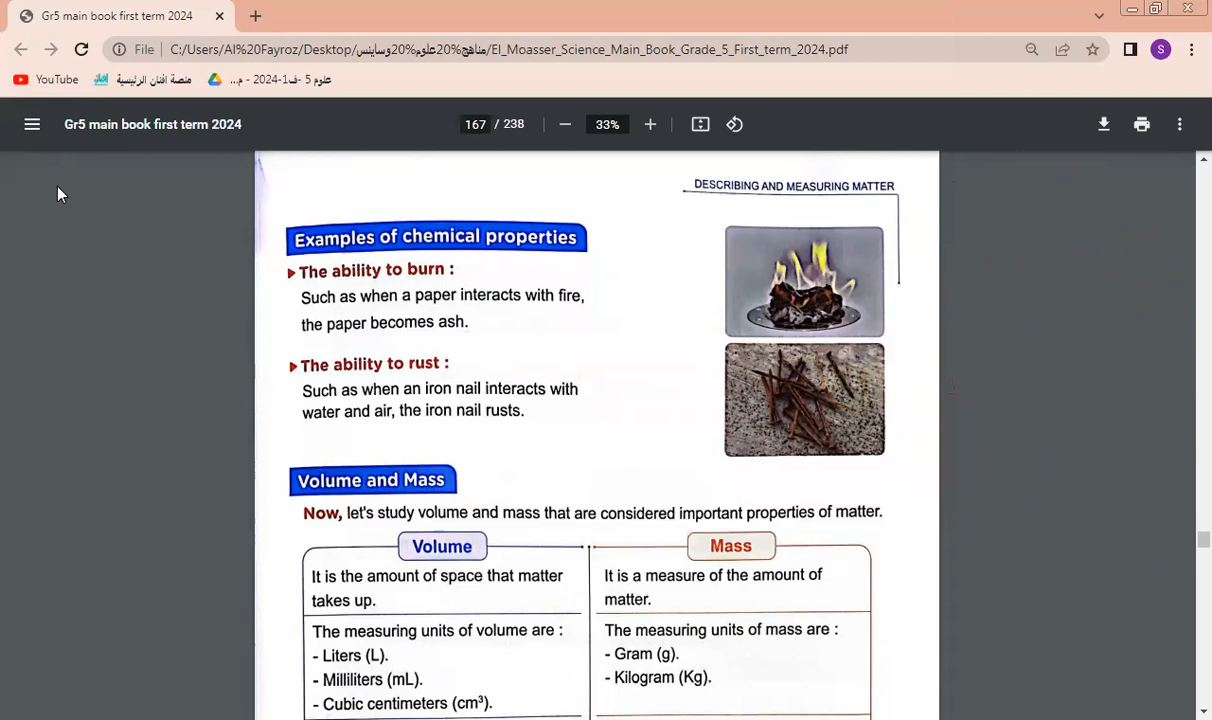 Gr5 main book first term 2024
File
C:/Users/Al%20Fayroz/Desktop/مناهج%20علوم%20وساينس/El_Moasser_Science_Main_Book_Grade_5_First_term_2024.pdf
S
YouTube
منصة افنان الرئيسية
علوم 5 -ف1-2024 - م...
Gr5 main book first term 2024
167 / 238
33%
DESCRIBING AND MEASURING MATTER
Examples of chemical properties
The ability to burn :
Such as when a paper interacts with fire,
the paper becomes ash.
The ability to rust :
Such as when an iron nail interacts with
water and air, the iron nail rusts.
Volume and Mass
Now, let's study volume and mass that are considered important properties of matter.
Volume
It is the amount of space that matter
takes up.
The measuring units of volume are :
- Liters (L).
- Milliliters (mL).
- Cubic centimeters (cm³).
Mass
It is a measure of the amount of
matter.
The measuring units of mass are :
- Gram (g).
- Kilogram (Kg).